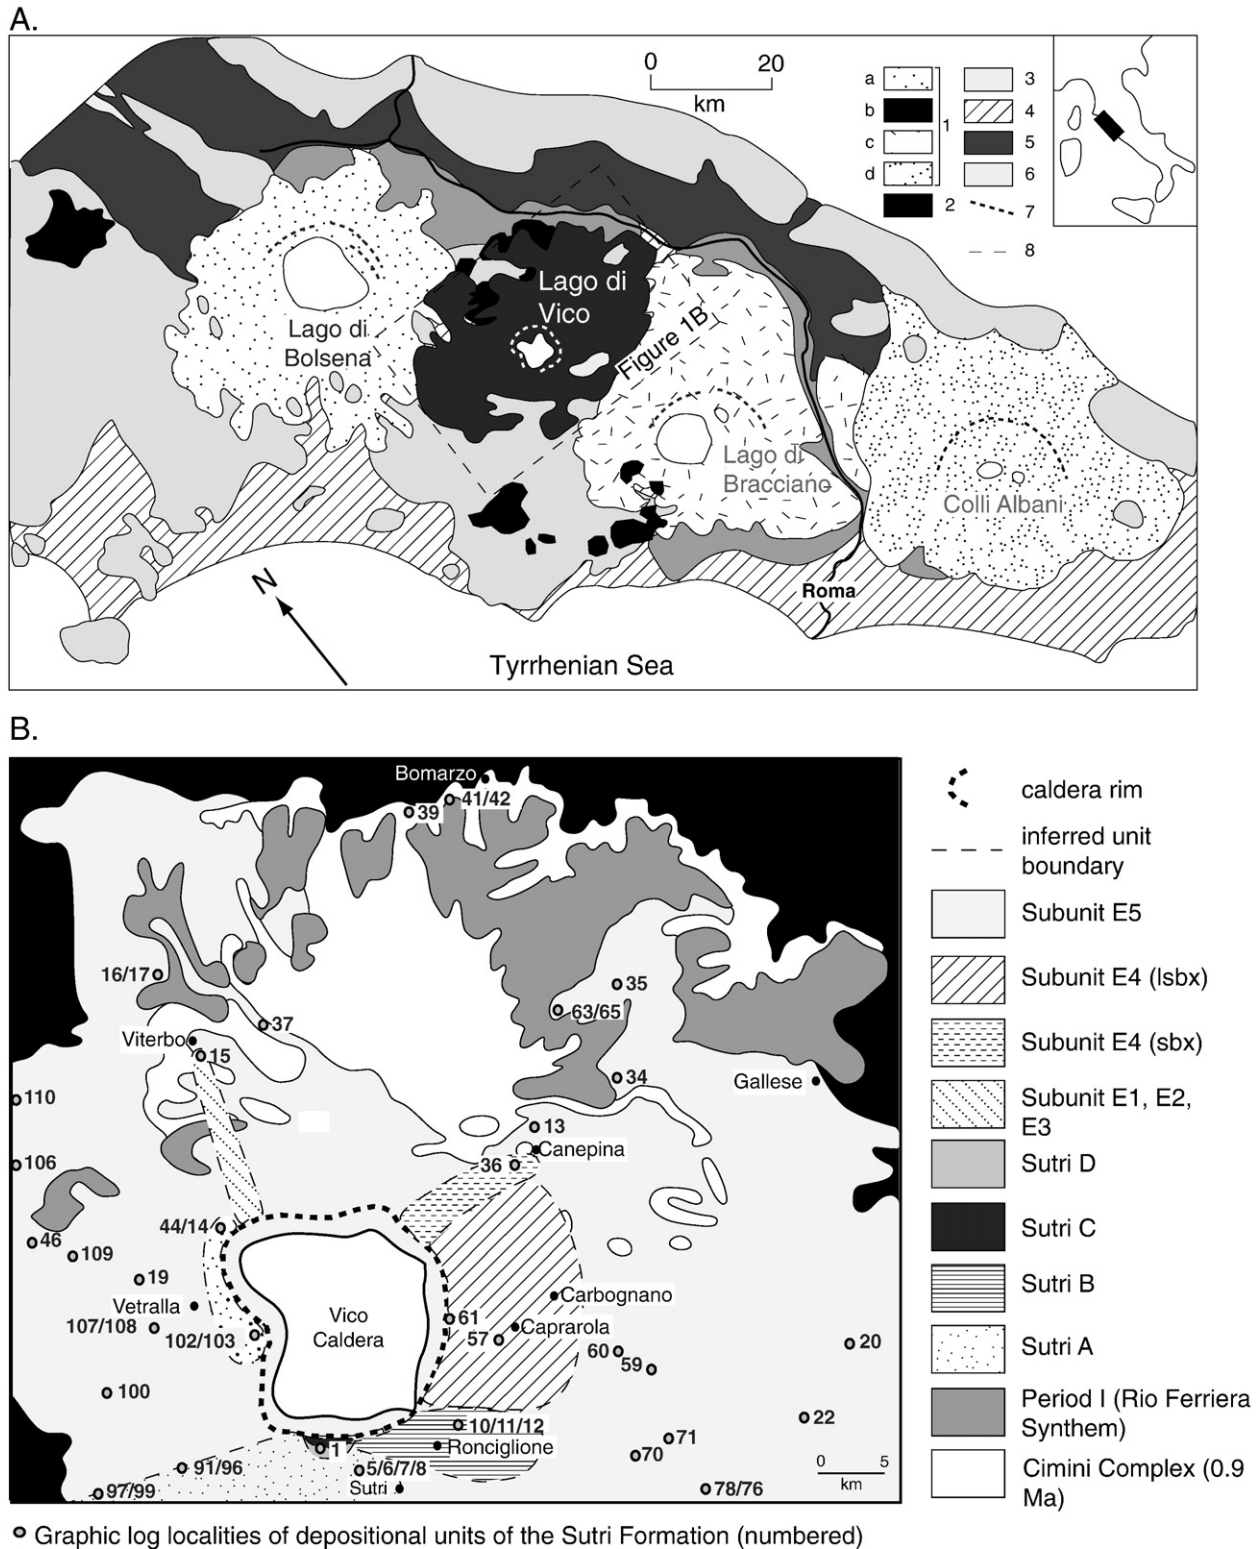 A.
0 20
km
a
b
c
d
1
2
3
4
5
6
7
8
Lago di
Bolsena
Lago di
Vico
Figure 1B
Lago di
Bracciano
Colli Albani
Roma
N
Tyrrhenian Sea
B.
Bomarzo
41/42
39
16/17
35
63/65
37
Viterbo
15
34
Gallese
110
13
Canepina
106
36
44/14
46
109
19
Carbognano
Vetralla
61
Vico
Caldera
Caprarola
107/108
57
102/103
20
60
59
100
22
10/11/12
71
1
Ronciglione
70
91/96
5/6/7/8
0 5
km
Sutri
97/99
78/76
caldera rim
inferred unit
boundary
Subunit E5
Subunit E4 (lsbx)
Subunit E4 (sbx)
Subunit E1, E2,
E3
Sutri D
Sutri C
Sutri B
Sutri A
Period I (Rio Ferriera
Synthem)
Cimini Complex (0.9
Ma)
Graphic log localities of depositional units of the Sutri Formation (numbered)